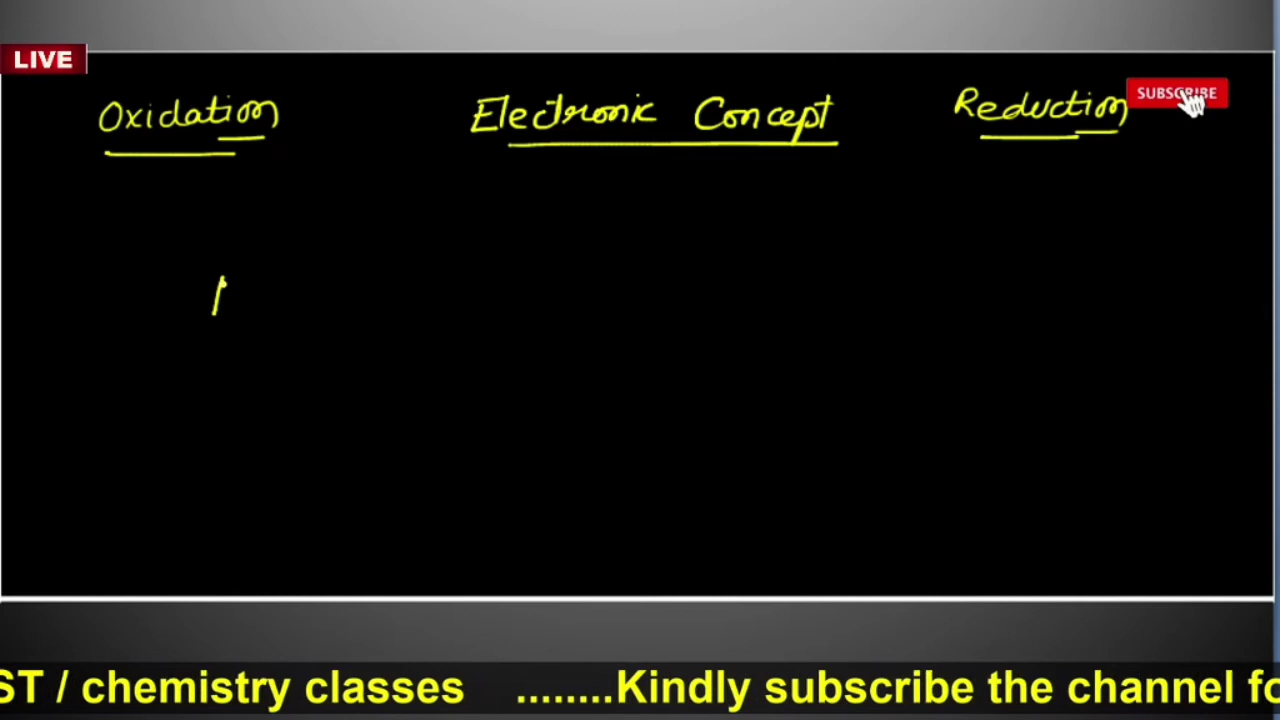 LIVE
Oxidation Electronic Concept Reduction
SUBSCRIBE
ST / chemistry classes ........Kindly subscribe the channel fo